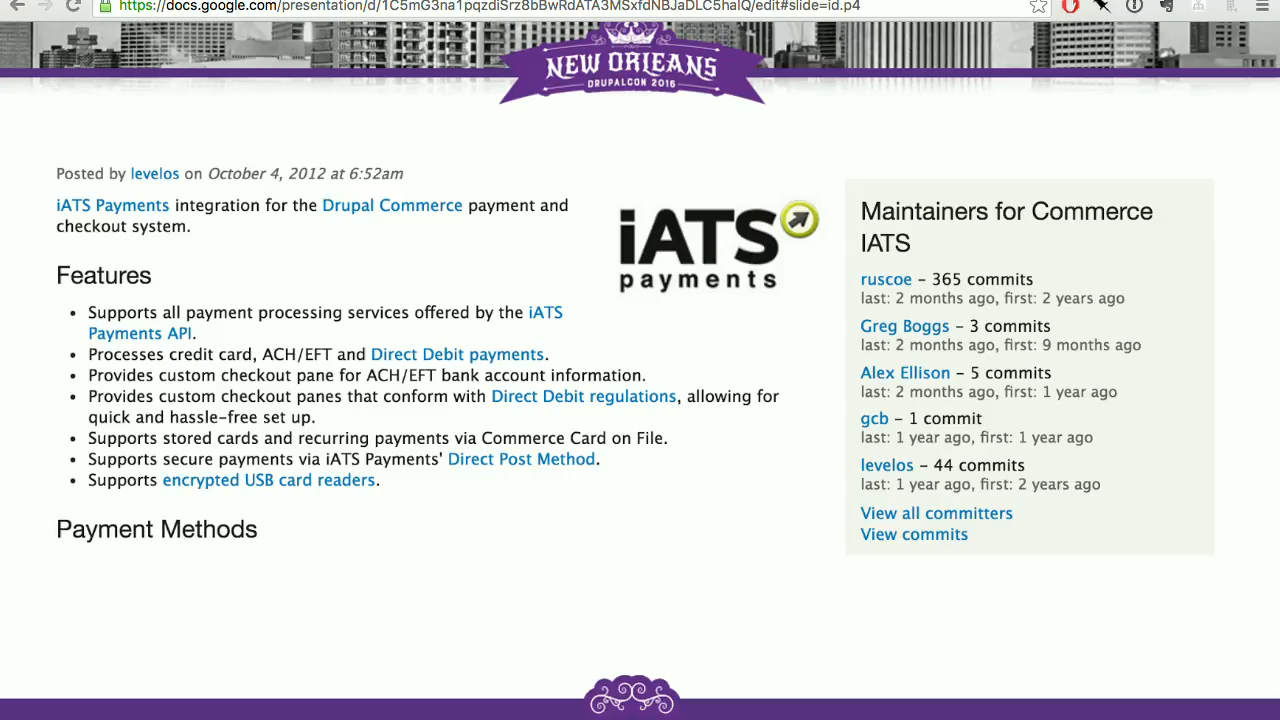 https://docs.google.com/presentation/d/1C5mG3na1pqzdiSrz8bBwRdATA3MSxfdNBJaDLC5halQ/edit#slide=id.p4
NEW ORLEANS
DRUPALCON 2016
Posted by levelos on October 4, 2012 at 6:52am
iATS Payments integration for the Drupal Commerce payment and
checkout system.
iATS
payments
Features
• Supports all payment processing services offered by the iATS
Payments API.
• Processes credit card, ACH/EFT and Direct Debit payments.
• Provides custom checkout pane for ACH/EFT bank account information.
• Provides custom checkout panes that conform with Direct Debit regulations, allowing for
quick and hassle-free set up.
• Supports stored cards and recurring payments via Commerce Card on File.
• Supports secure payments via iATS Payments' Direct Post Method.
• Supports encrypted USB card readers.
Payment Methods
Maintainers for Commerce
IATS
ruscoe – 365 commits
last: 2 months ago, first: 2 years ago
Greg Boggs – 3 commits
last: 2 months ago, first: 9 months ago
Alex Ellison – 5 commits
last: 2 months ago, first: 1 year ago
gcb – 1 commit
last: 1 year ago, first: 1 year ago
levelos – 44 commits
last: 1 year ago, first: 2 years ago
View all committers
View commits